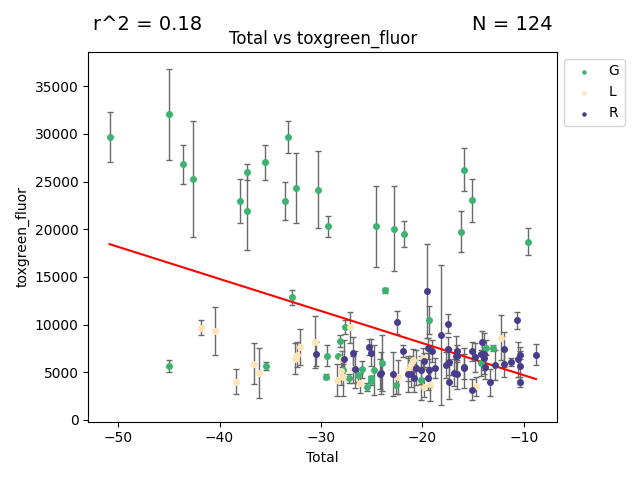 r^2 = 0.18 N = 124
Total vs toxgreen_fluor
toxgreen_fluor
35000
30000
25000
20000
15000
10000
5000
0
−50 −40 −30 −20 −10
Total
G
L
R